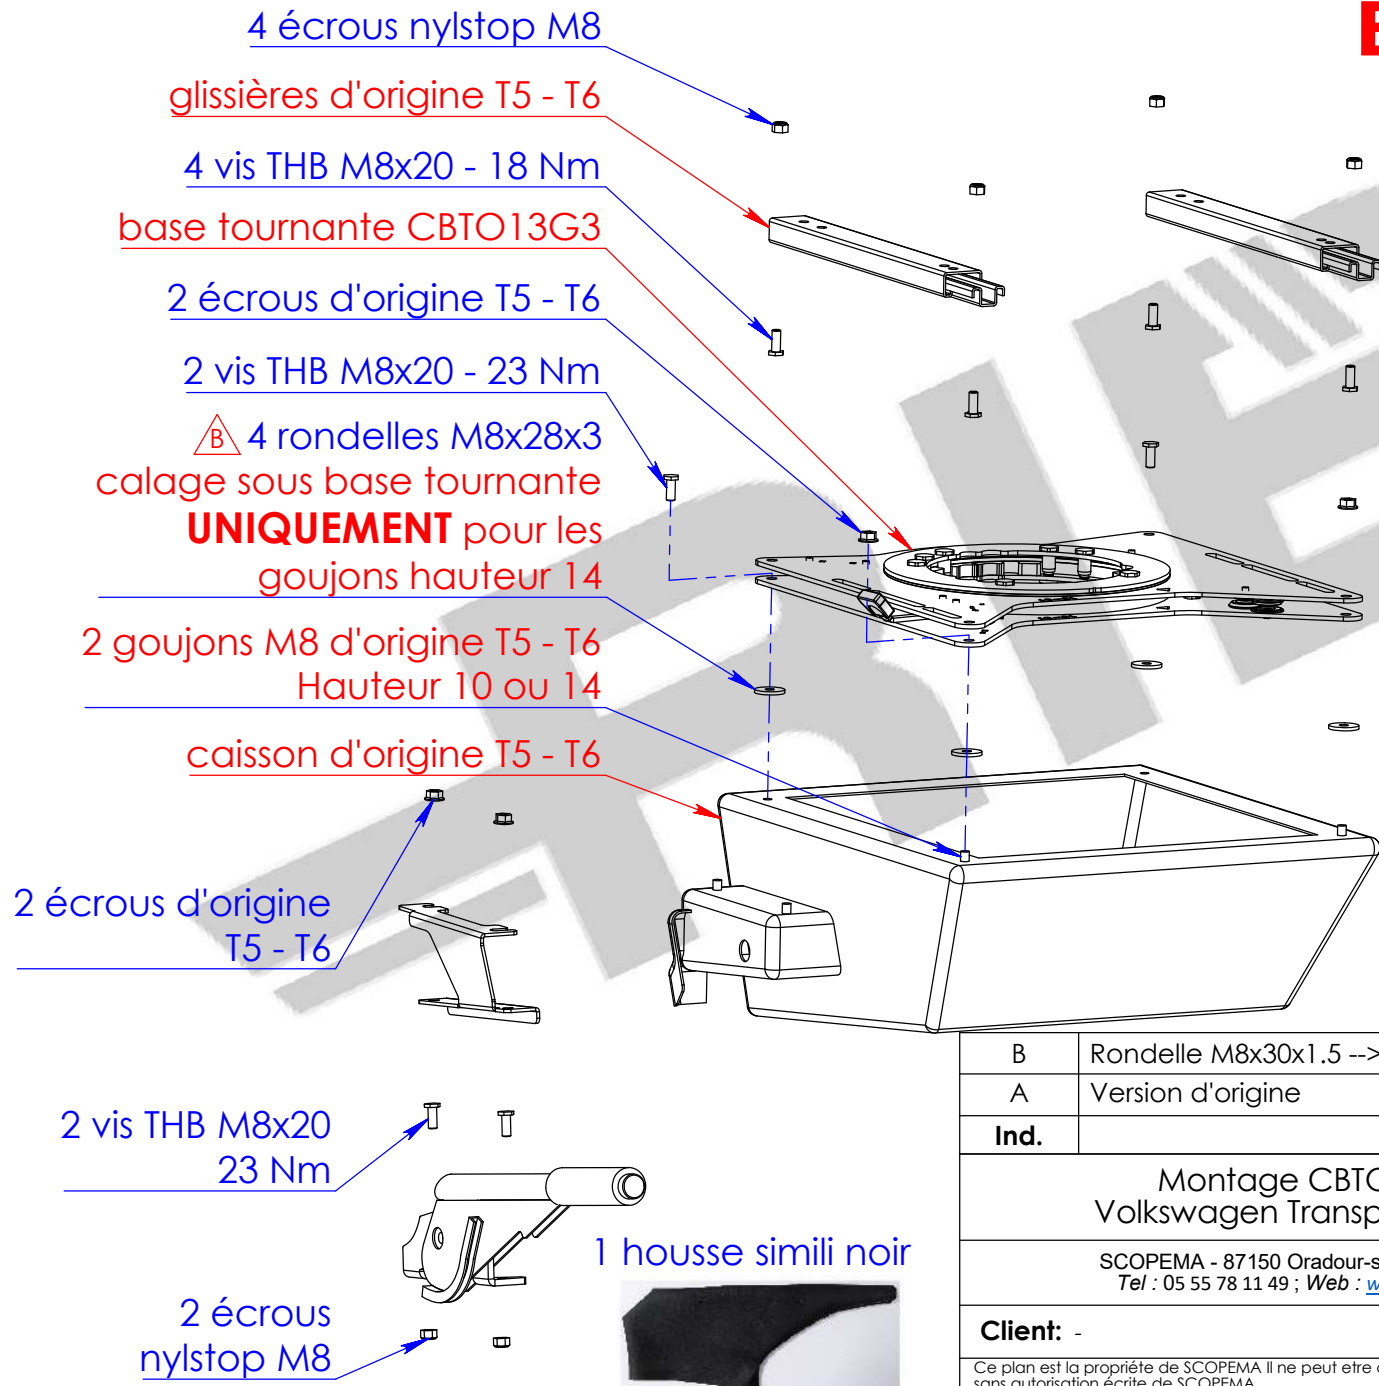 4 écrous nylstop M8
glissières d'origine T5 - T6
4 vis THB M8x20 - 18 Nm
base tournante CBTO13G3
2 écrous d'origine T5 - T6
2 vis THB M8x20 - 23 Nm
B 4 rondelles M8x28x3
calage sous base tournante
UNIQUEMENT pour les
goujons hauteur 14
2 goujons M8 d'origine T5 - T6
Hauteur 10 ou 14
caisson d'origine T5 - T6
2 écrous d'origine
T5 - T6
2 vis THB M8x20
23 Nm
1 housse simili noir
2 écrous
nylstop M8
B Rondelle M8x30x1.5 -->
A Version d'origine
Ind.
Montage CBTO
Volkswagen Transp
SCOPEMA - 87150 Oradour-s
Tel : 05 55 78 11 49 ; Web : w
Client: -
Ce plan est la propriéte de SCOPEMA Il ne peut etre
sans autorisation écrite de SCOPEMA